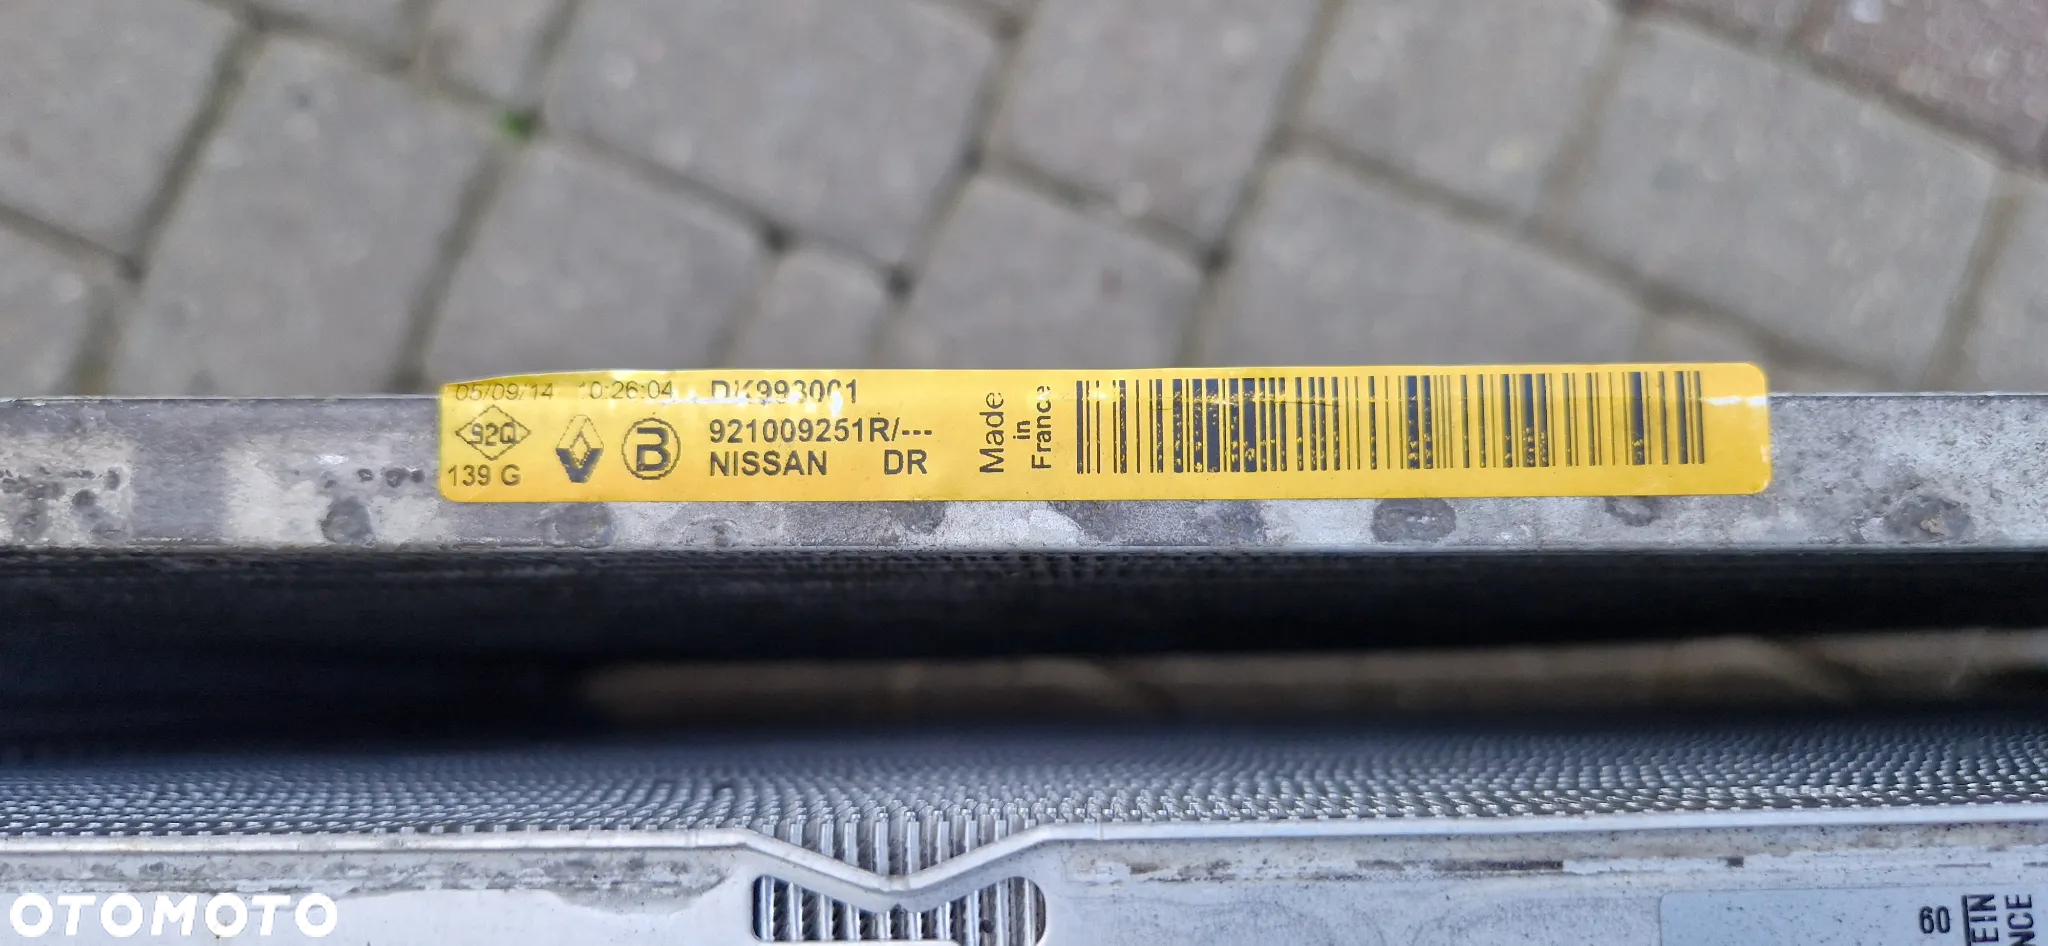 05/09/14 10:26:04 DK993001
92Q
139 G
B
921009251R/---
NISSAN DR
Made
in
France
OTOMOTO
60